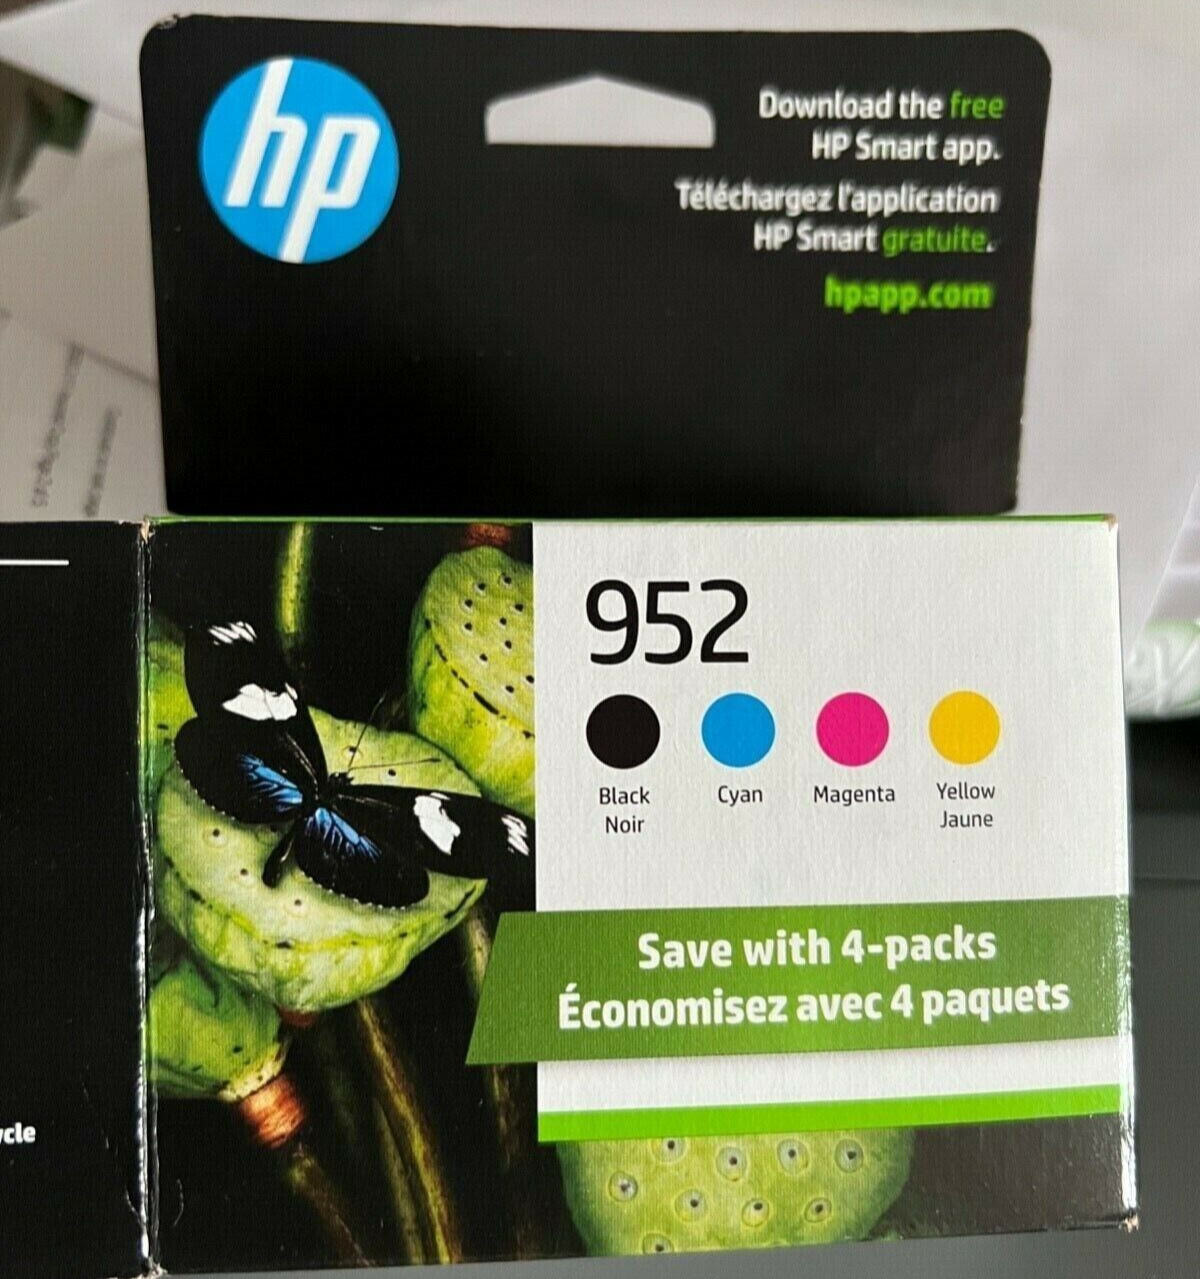 hp
Download the free
HP Smart app.
Téléchargez l'application
HP Smart gratuite.
hpapp.com
952
Black
Noir
Cyan
Magenta
Yellow
Jaune
Save with 4-packs
Économisez avec 4 paquets
ycle